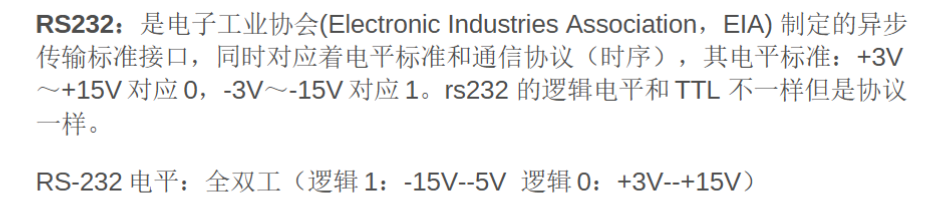 RS232：是电子工业协会(Electronic Industries Association，EIA) 制定的异步
传输标准接口，同时对应着电平标准和通信协议（时序），其电平标准：+3V
～+15V 对应 0，-3V～-15V 对应 1。rs232 的逻辑电平和 TTL 不一样但是协议
一样。
RS-232 电平：全双工（逻辑 1：-15V--5V 逻辑 0：+3V--+15V）